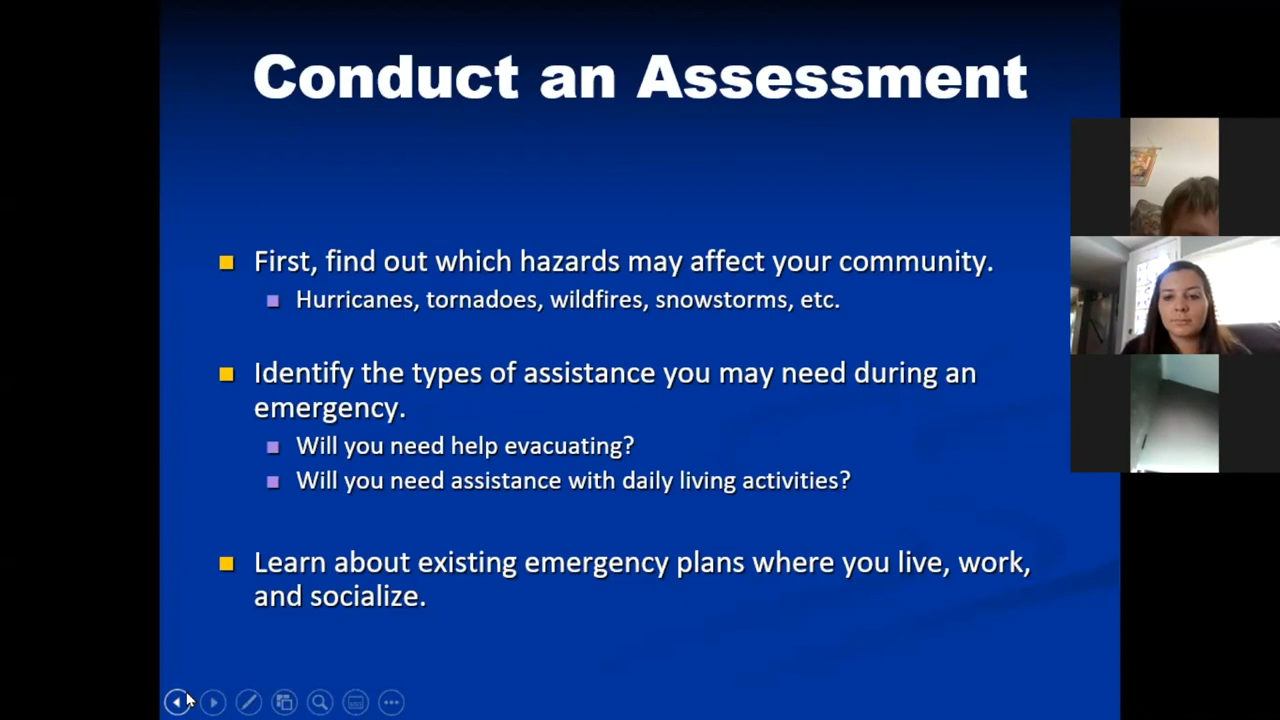 Conduct an Assessment
First, find out which hazards may affect your community.
Hurricanes, tornadoes, wildfires, snowstorms, etc.
Identify the types of assistance you may need during an
emergency.
Will you need help evacuating?
Will you need assistance with daily living activities?
Learn about existing emergency plans where you live, work,
and socialize.